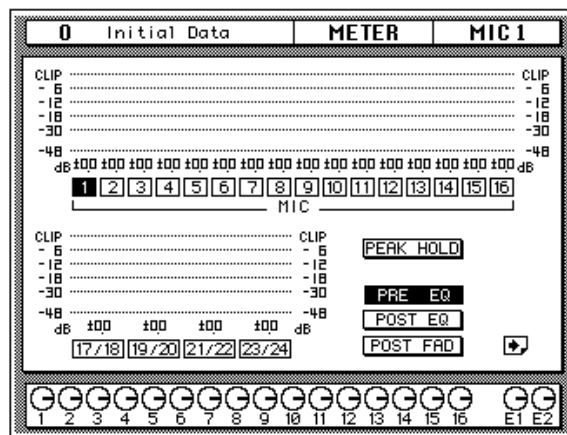 0 Initial Data METER MIC 1
CLIP CLIP
- 6 - 6
-12 -12
-18 -18
-30 -30
-48 -48
dB ±00 ±00 ±00 ±00 ±00 ±00 ±00 ±00 ±00 ±00 ±00 ±00 ±00 ±00 ±00 ±00 dB
1 2 3 4 5 6 7 8 9 10 11 12 13 14 15 16
MIC
CLIP CLIP
- 6 - 6
-12 -12
-18 -18
-30 -30
-48 -48
dB ±00 ±00 ±00 ±00 dB
17/18 19/20 21/22 23/24
PEAK HOLD
PRE EQ
POST EQ
POST FAD
1 2 3 4 5 6 7 8 9 10 11 12 13 14 15 16 E1 E2